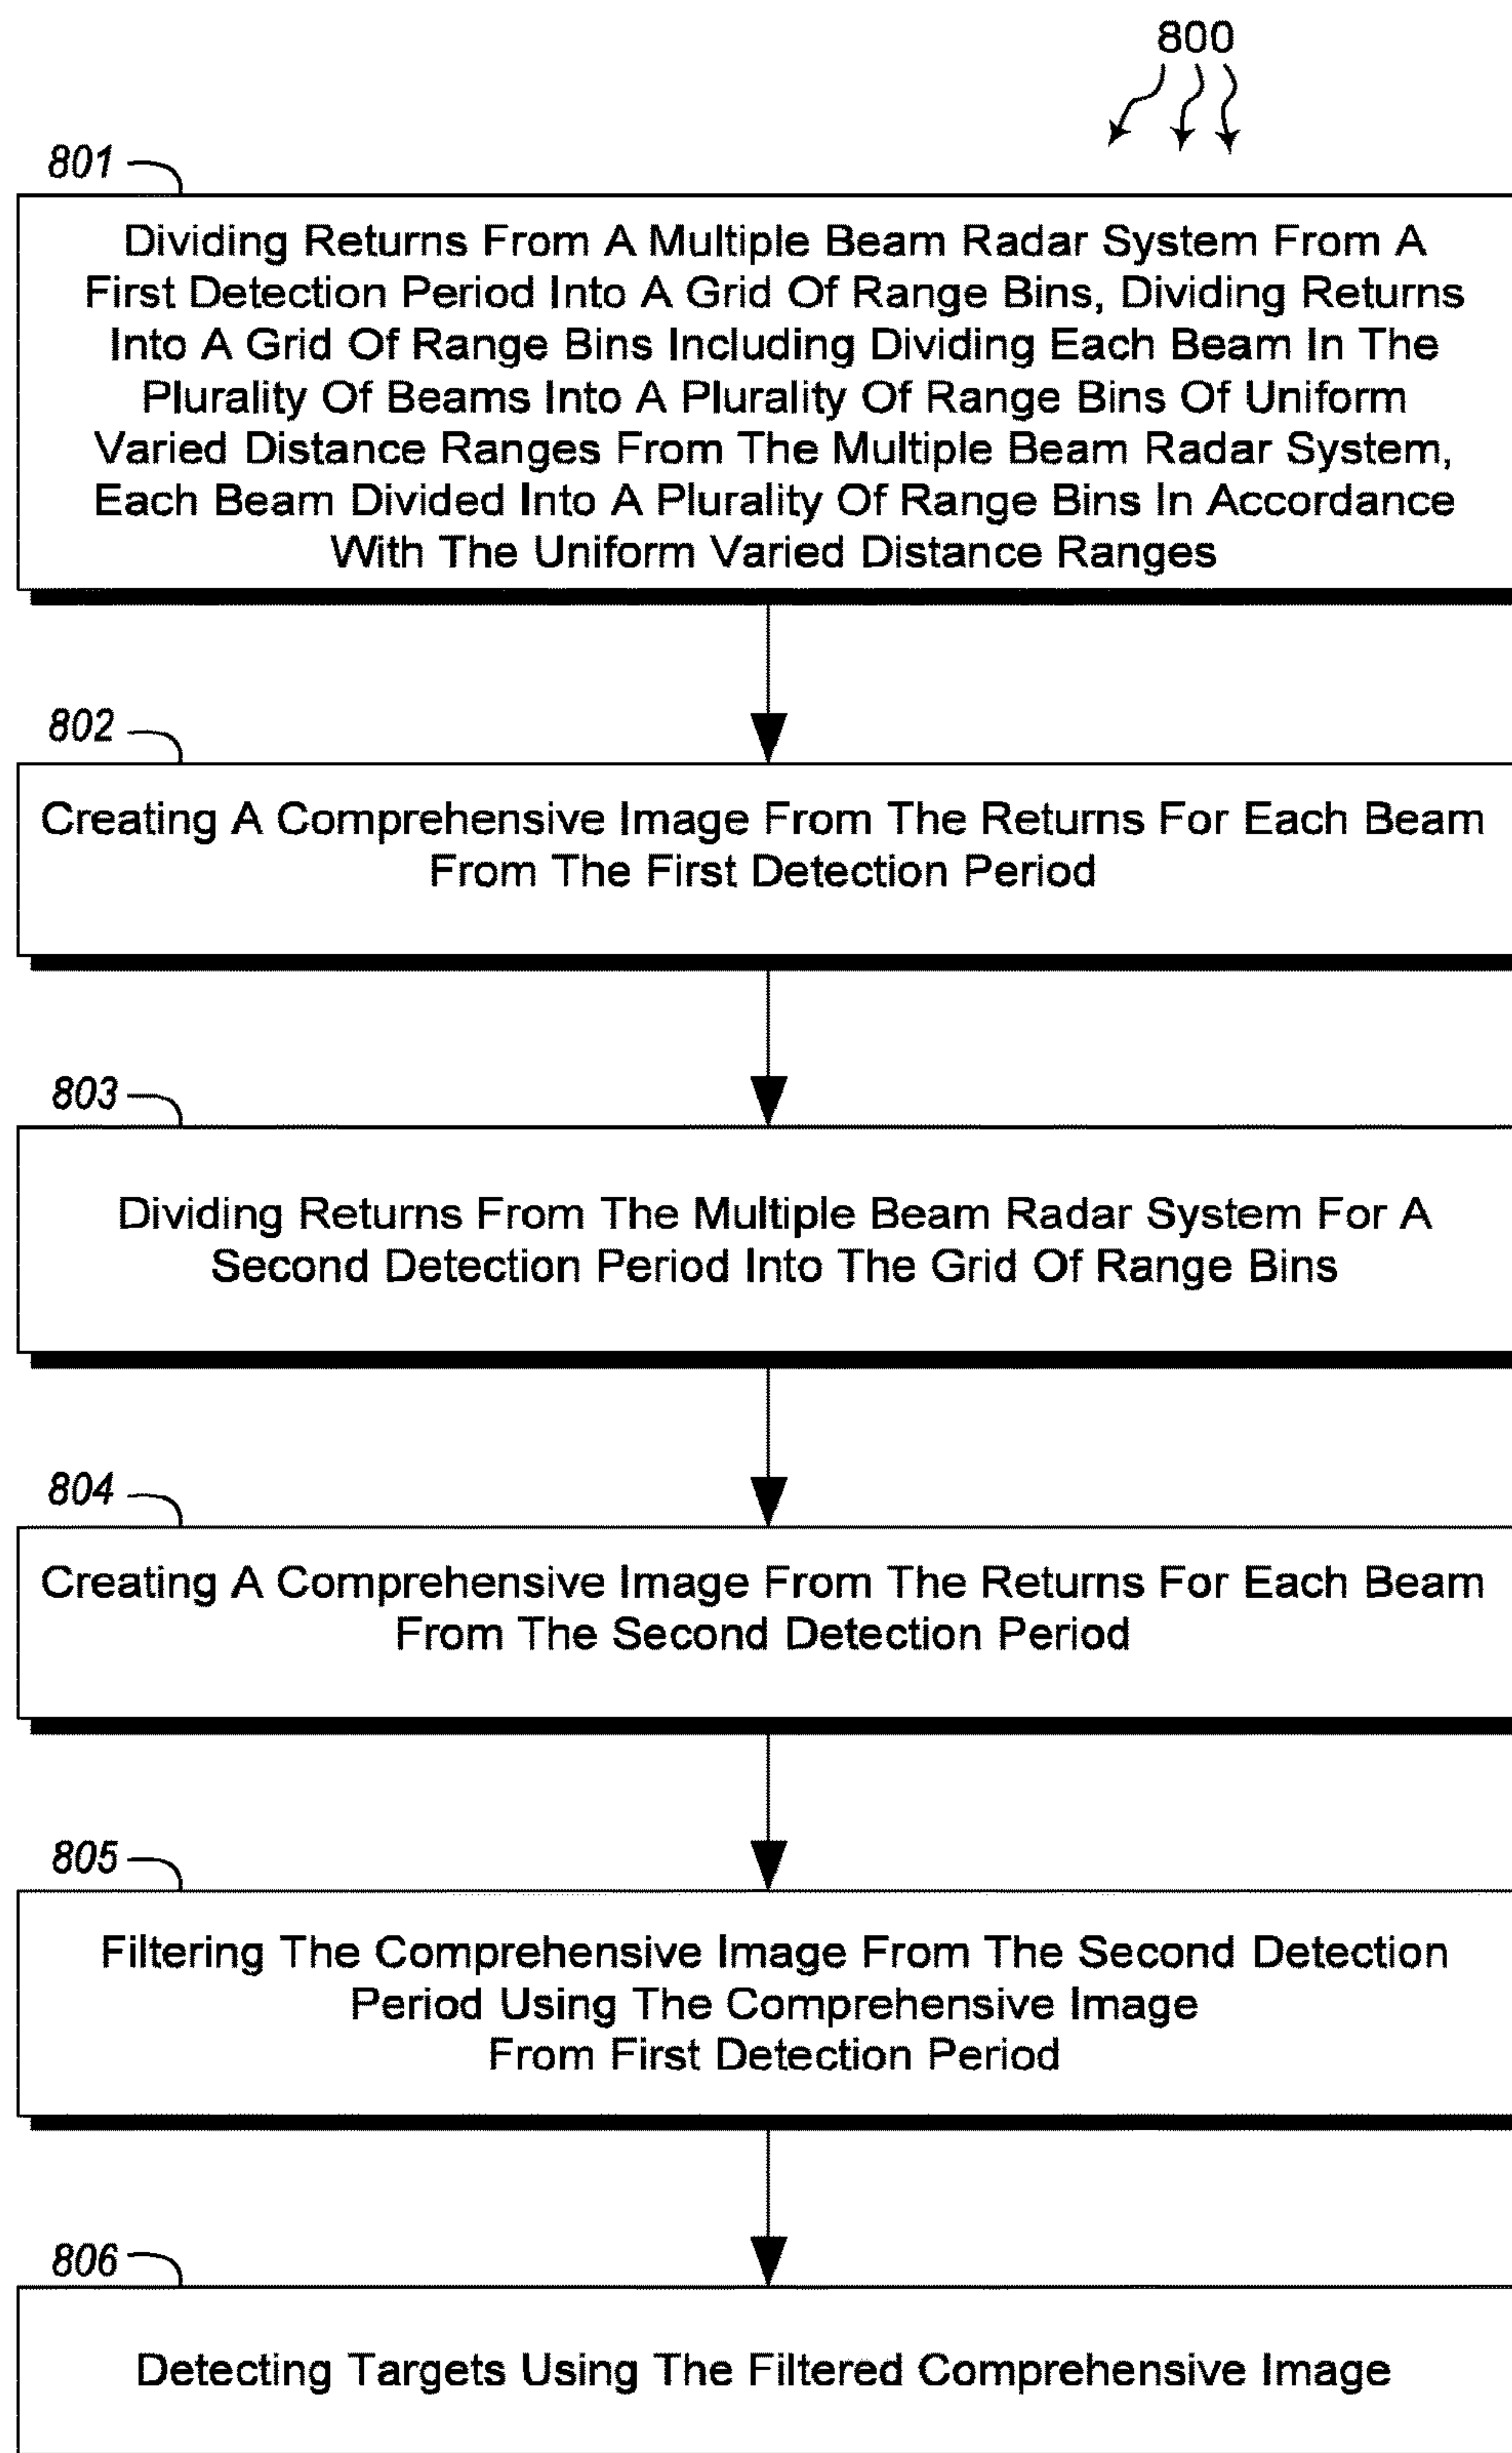 800
801
Dividing Returns From A Multiple Beam Radar System From A
First Detection Period Into A Grid Of Range Bins, Dividing Returns
Into A Grid Of Range Bins Including Dividing Each Beam In The
Plurality Of Beams Into A Plurality Of Range Bins Of Uniform
Varied Distance Ranges From The Multiple Beam Radar System,
Each Beam Divided Into A Plurality Of Range Bins In Accordance
With The Uniform Varied Distance Ranges
802
Creating A Comprehensive Image From The Returns For Each Beam
From The First Detection Period
803
Dividing Returns From The Multiple Beam Radar System For A
Second Detection Period Into The Grid Of Range Bins
804
Creating A Comprehensive Image From The Returns For Each Beam
From The Second Detection Period
805
Filtering The Comprehensive Image From The Second Detection
Period Using The Comprehensive Image
From First Detection Period
806
Detecting Targets Using The Filtered Comprehensive Image